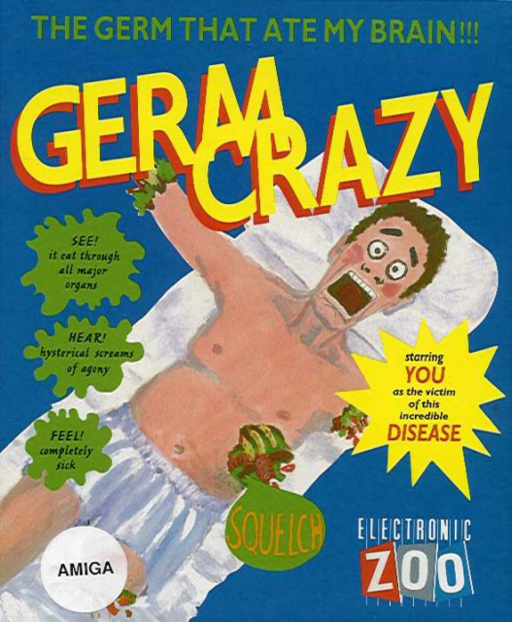 THE GERM THAT ATE MY BRAIN!!!
GERM
CRAZY
SEE!
it eat through
all major
organs
HEAR!
hysterical screams
of agony
FEEL!
completely
sick
starring
YOU
as the victim
of this
incredible
DISEASE
SQUELCH
AMIGA
ELECTRONIC
ZOO